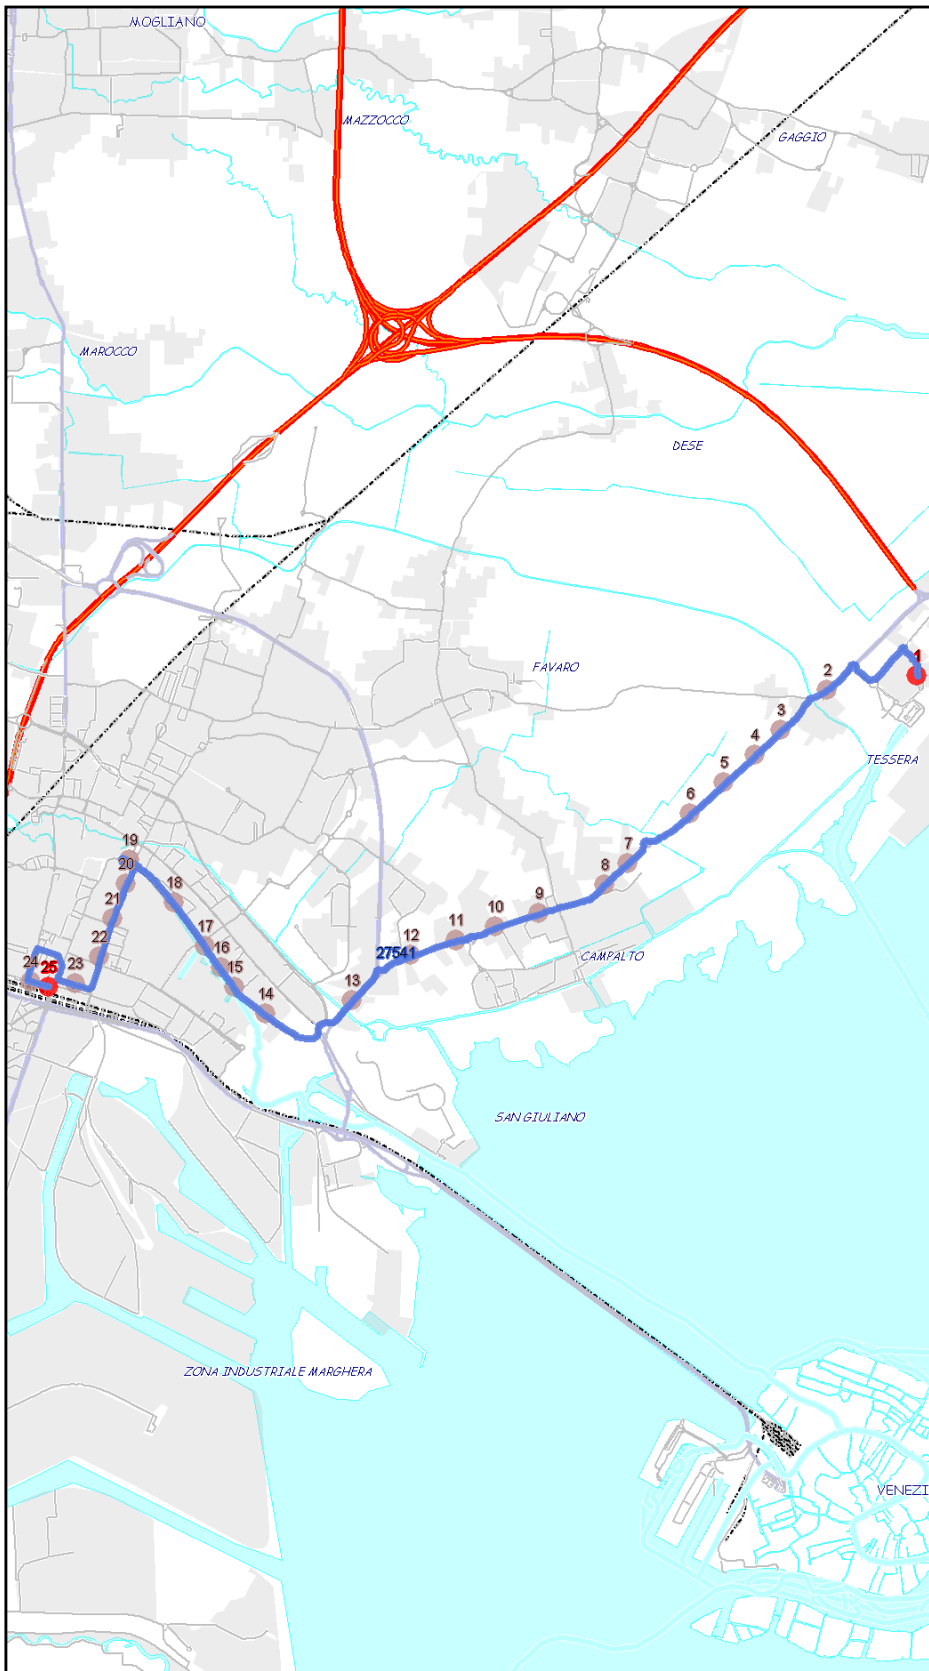 MOGLIANO
MAZZOCCO
GAGGIO
MAROCCO
DESE
FAVARO
1
2
3
TESSERA
4
5
6
7
8
9
10
11
12
27541
CAMPALTO
13
14
15
16
17
18
19
20
21
22
23
24
25
SAN GIULIANO
ZONA INDUSTRIALE MARGHERA
VENEZI